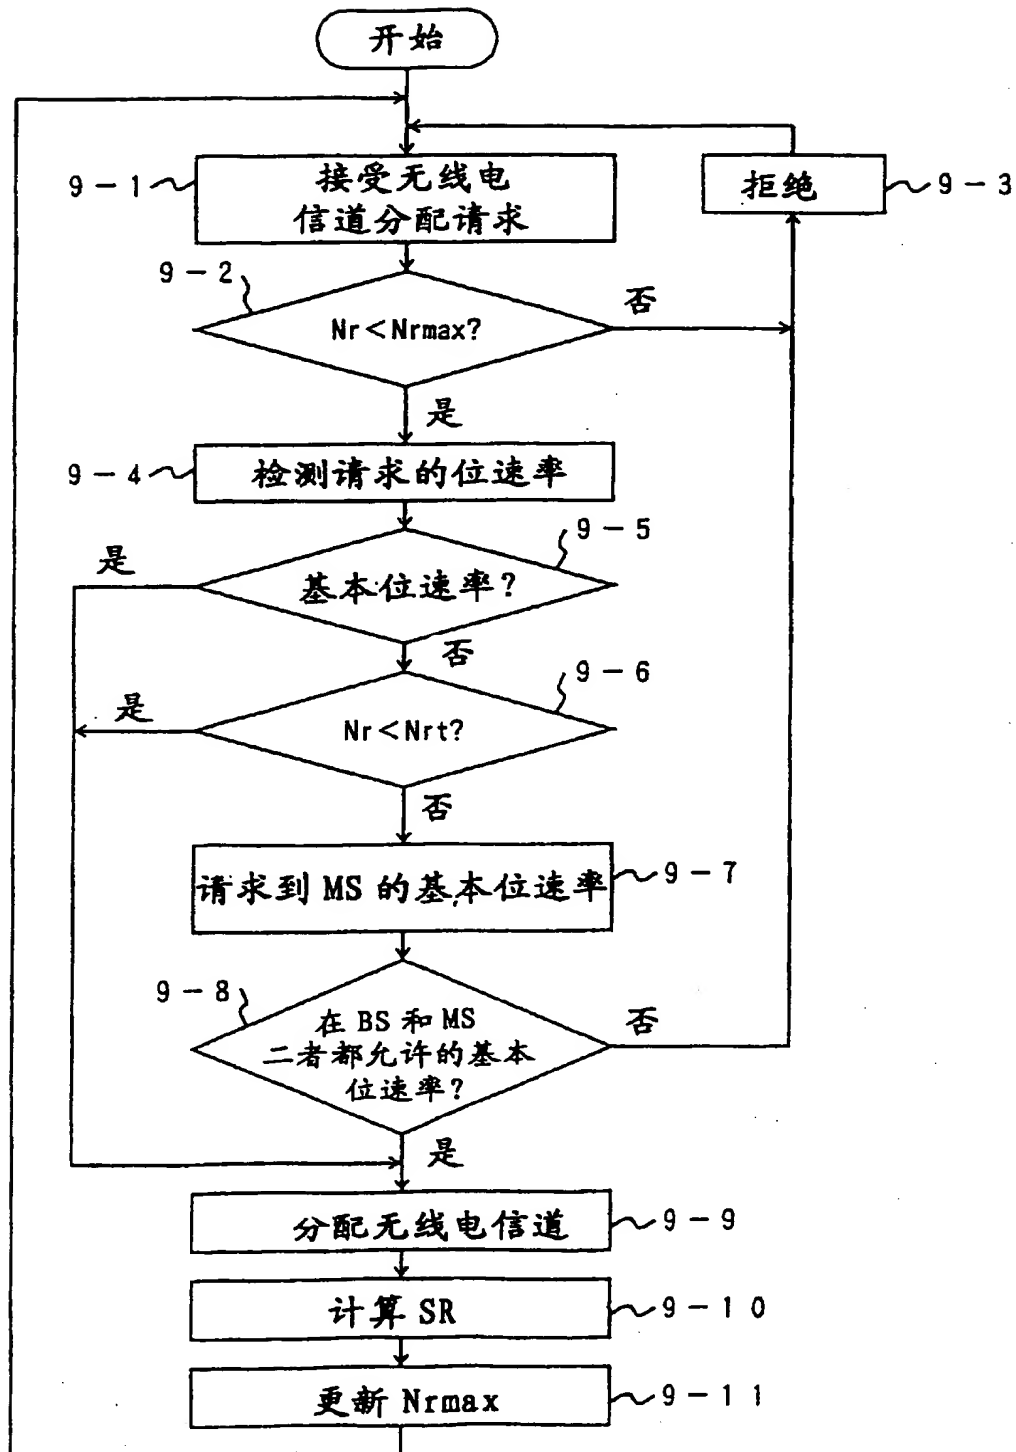 开始
9-1
接受无线电
信道分配请求
拒绝
9-3
9-2
Nr<Nrmax?
否
是
9-4
检测请求的位速率
9-5
是
基本位速率?
否
9-6
是
Nr<Nrt?
否
请求到 MS 的基本位速率
9-7
9-8
在 BS 和 MS
二者都允许的基本
位速率?
否
是
分配无线电信道
9-9
计算 SR
9-10
更新 Nrmax
9-11